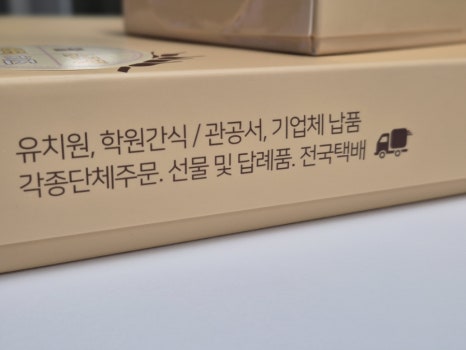 유치원, 학원간식 / 관공서, 기업체 납품
각종단체주문. 선물 및 답례품. 전국택배